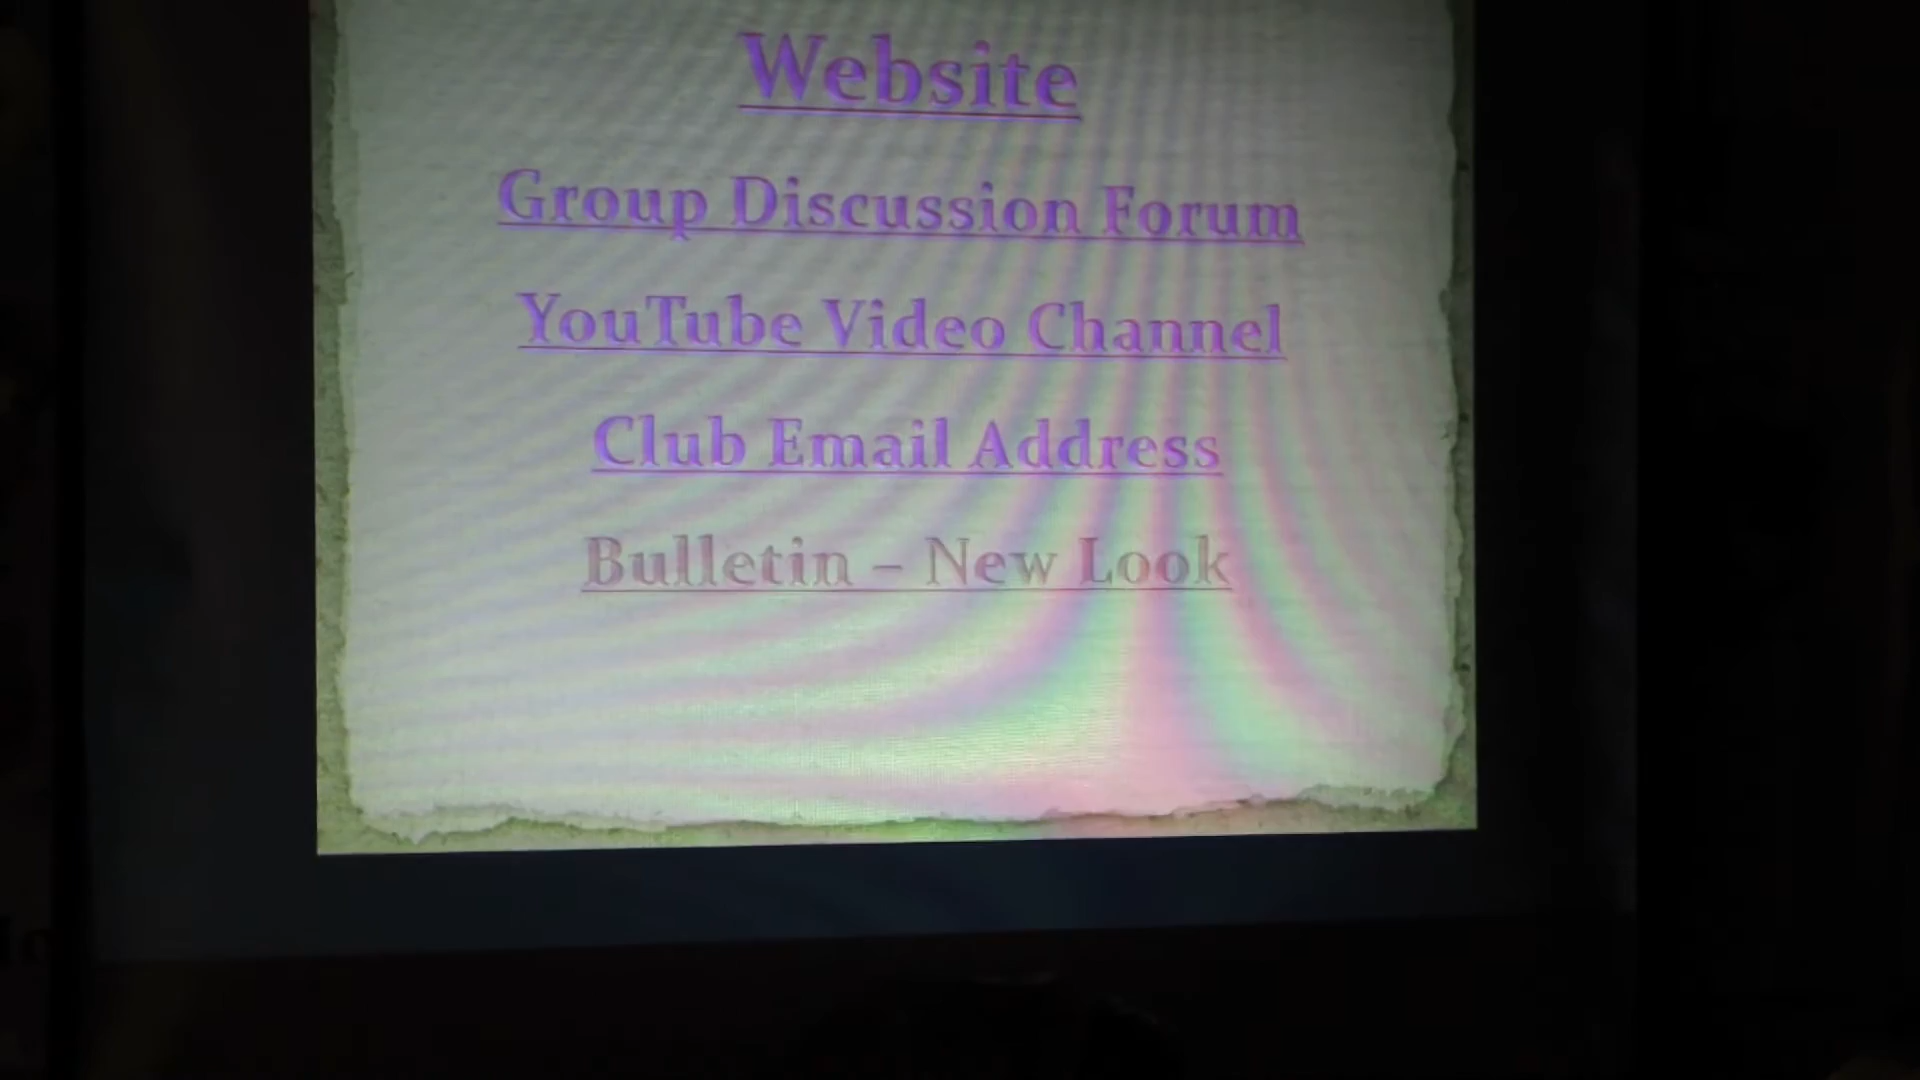 Website
Group Discussion Forum
YouTube Video Channel
Club Email Address
Bulletin – New Look